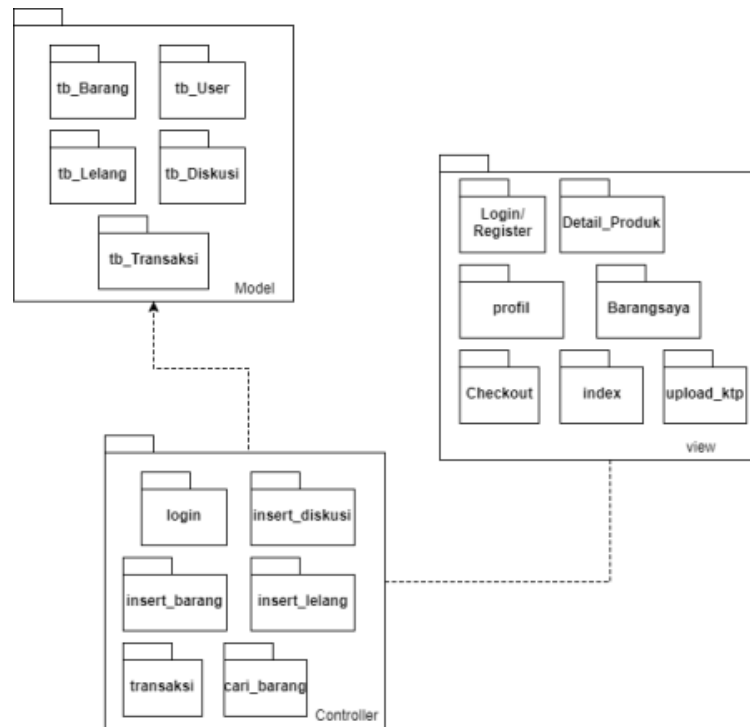 tb_Barang
tb_User
tb_Lelang
tb_Diskusi
tb_Transaksi
Model
Login/
Register
Detail_Produk
profil
Barangsaya
Checkout
index
upload_ktp
view
login
insert_diskusi
insert_barang
insert_lelang
transaksi
cari_barang
Controller